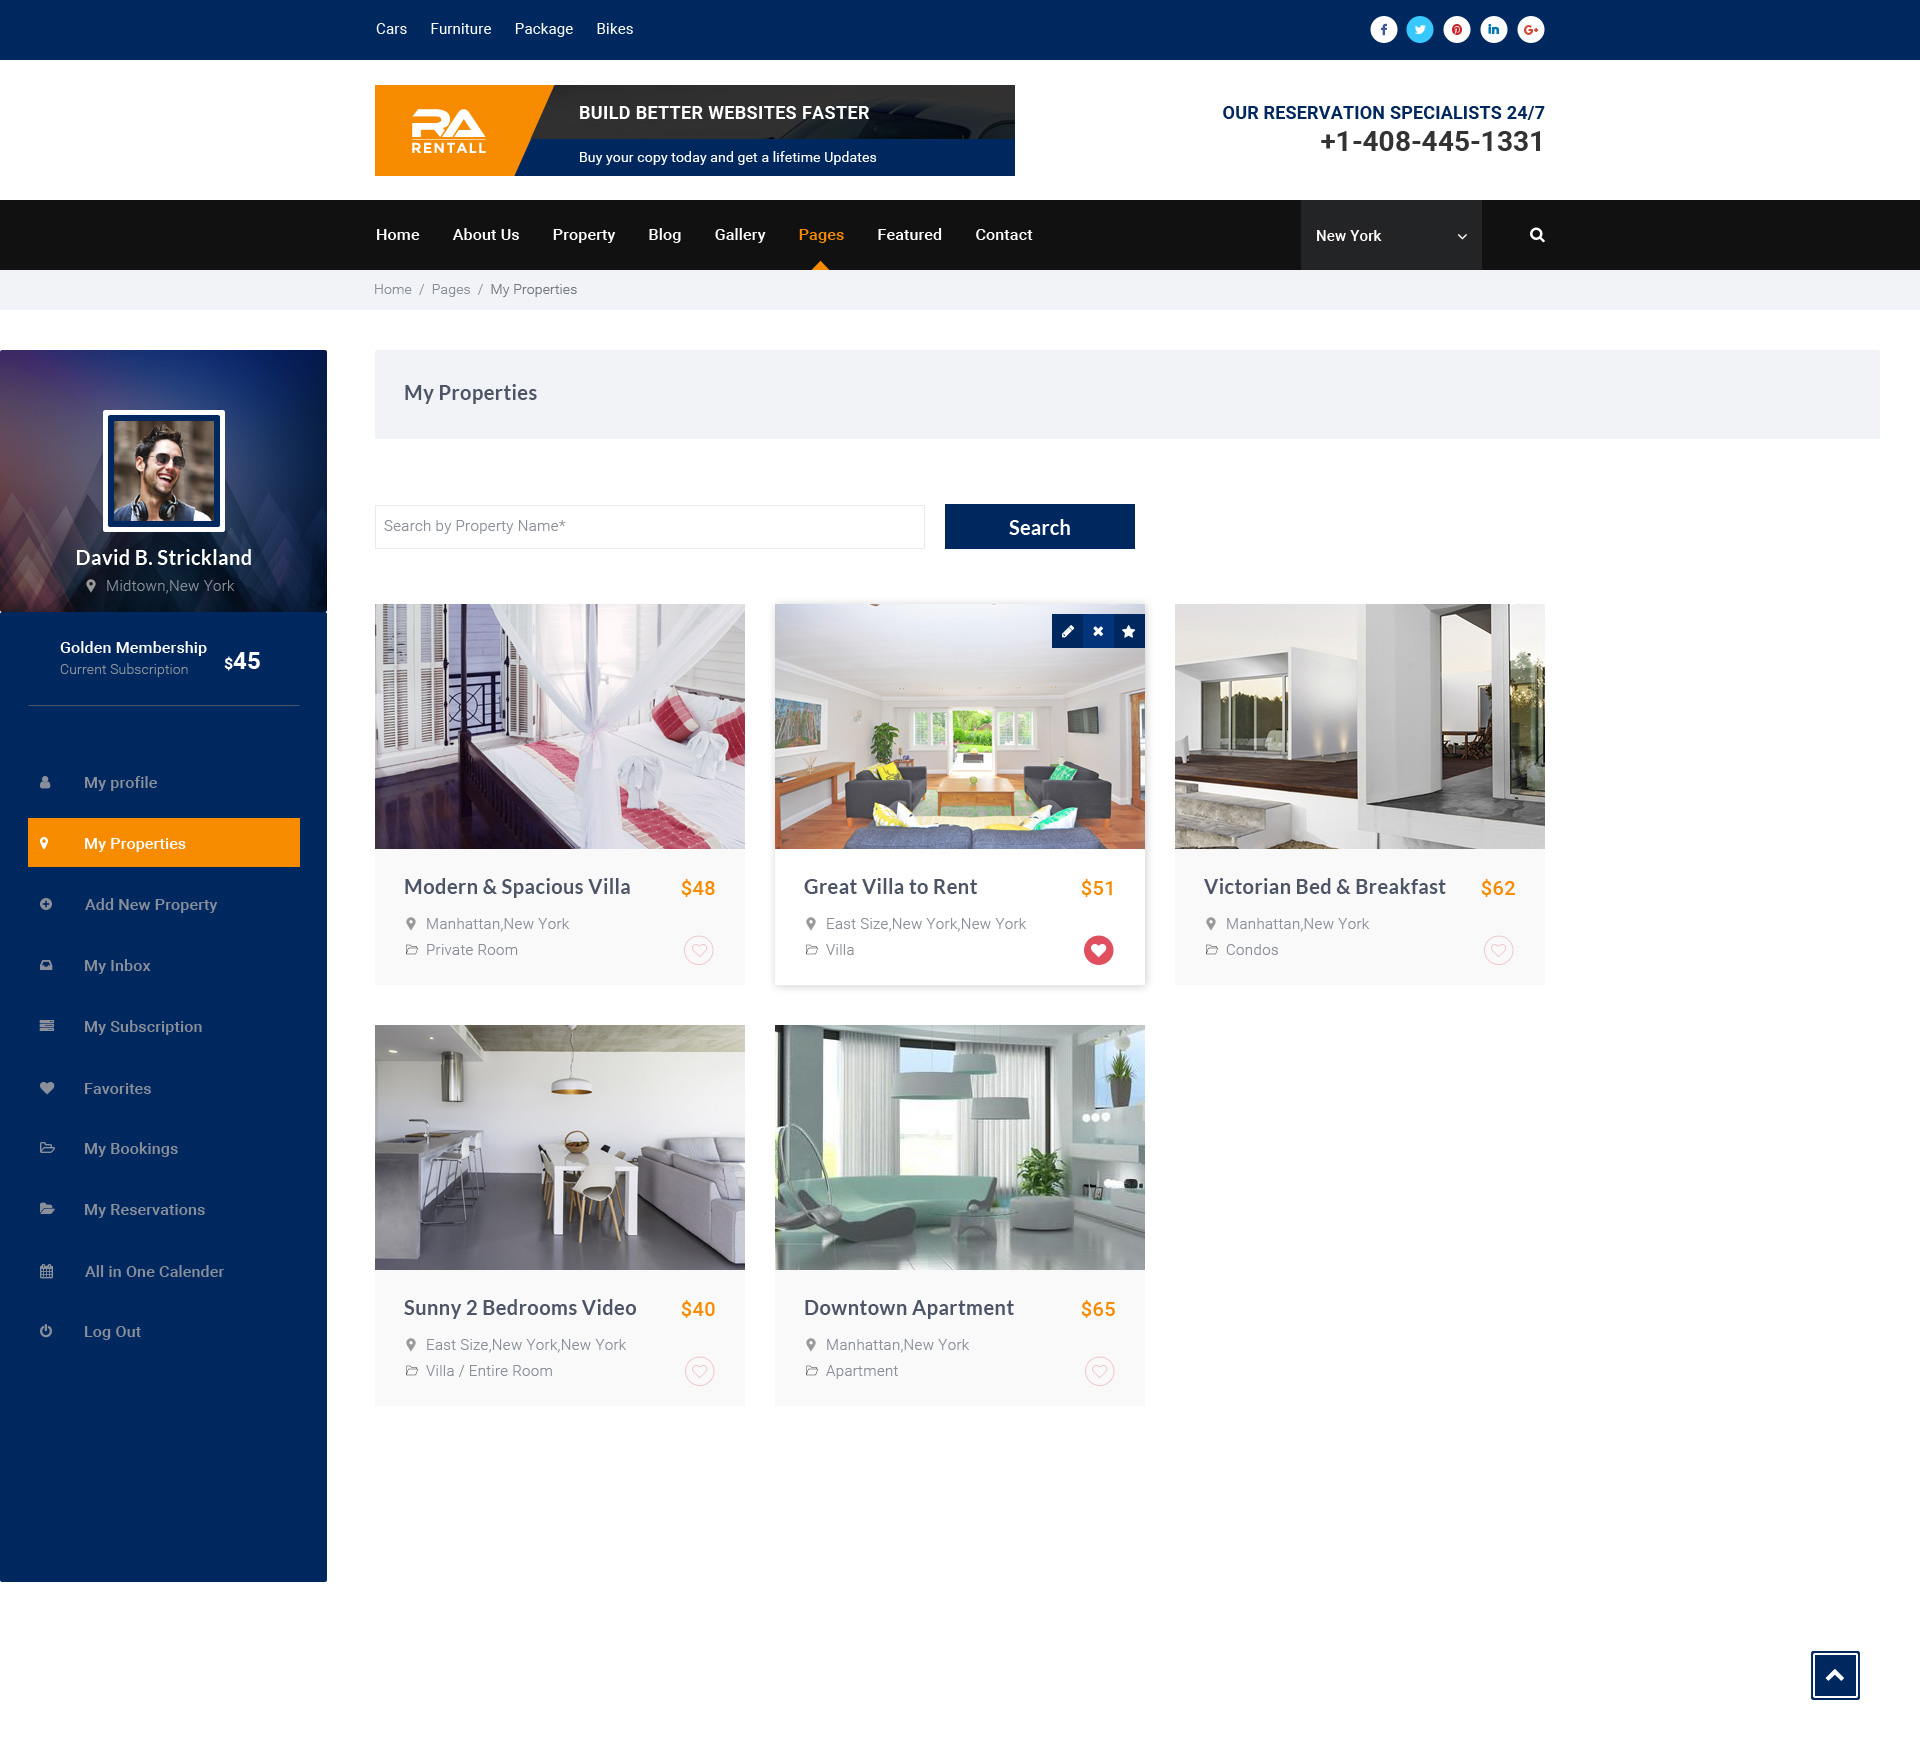 Cars Furniture Package Bikes
RA
RENTALL
BUILD BETTER WEBSITES FASTER
Buy your copy today and get a lifetime Updates
OUR RESERVATION SPECIALISTS 24/7
+1-408-445-1331
Home About Us Property Blog Gallery Pages Featured Contact New York
Home / Pages / My Properties
David B. Strickland
Midtown,New York
Golden Membership
Current Subscription
$45
My profile
My Properties
Add New Property
My Inbox
My Subscription
Favorites
My Bookings
My Reservations
All in One Calender
Log Out
My Properties
Search by Property Name*
Search
Modern & Spacious Villa $48
Manhattan,New York
Private Room
Great Villa to Rent $51
East Size,New York,New York
Villa
Victorian Bed & Breakfast $62
Manhattan,New York
Condos
Sunny 2 Bedrooms Video $40
East Size,New York,New York
Villa / Entire Room
Downtown Apartment $65
Manhattan,New York
Apartment